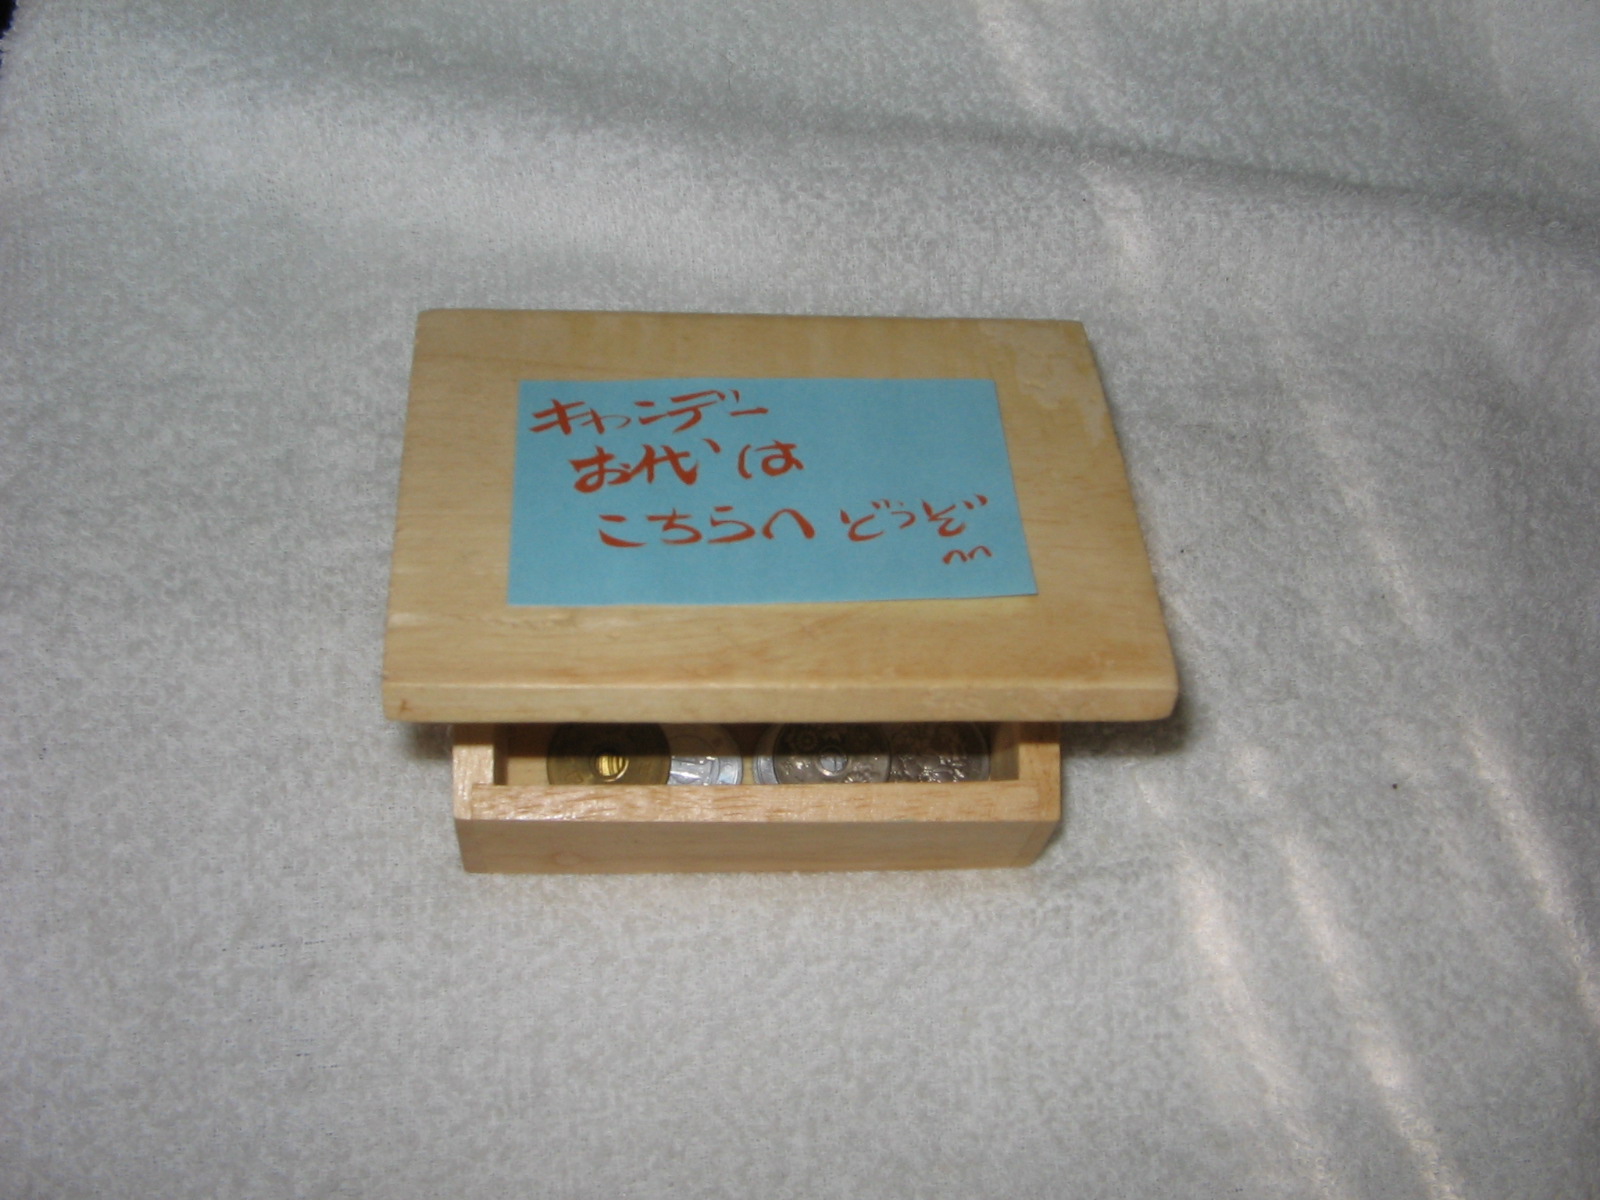 キャンデー
お代は
こちらへ どうぞ
^^